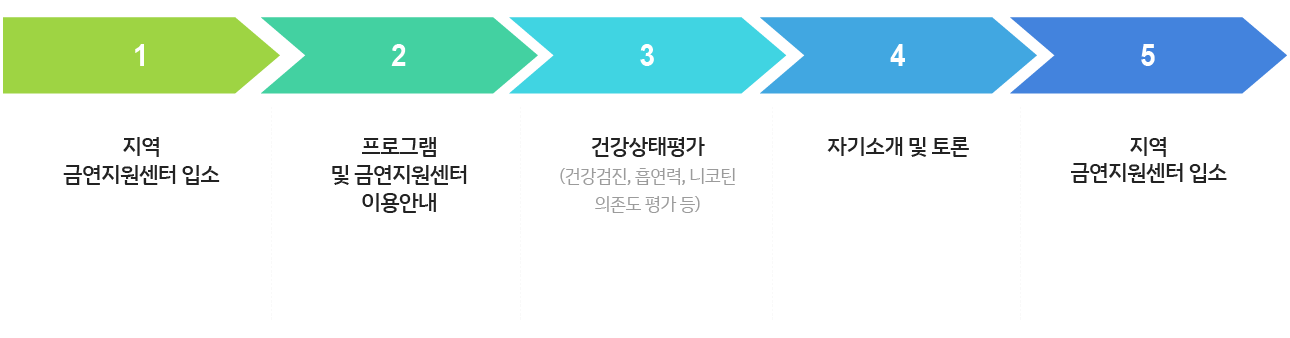 1
2
3
4
5
지역
금연지원센터 입소
프로그램
및 금연지원센터
이용안내
건강상태평가
(건강검진, 흡연력, 니코틴
의존도 평가 등)
자기소개 및 토론
지역
금연지원센터 입소